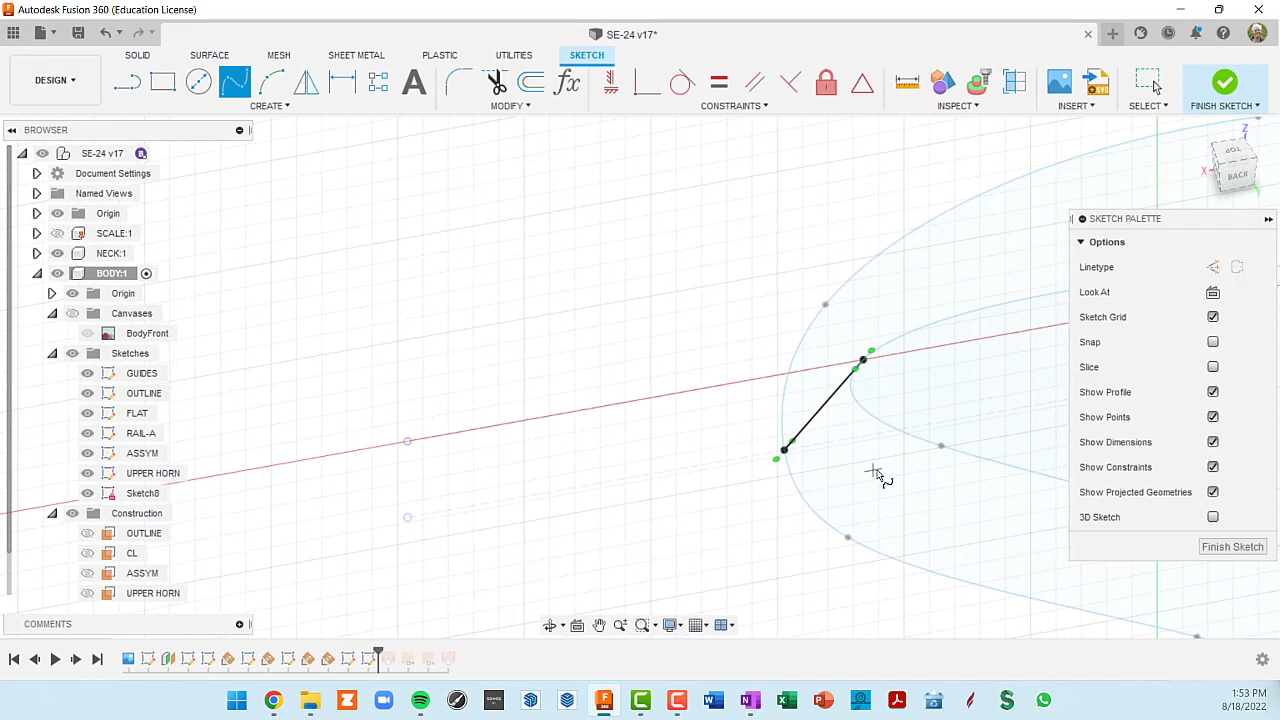 Autodesk Fusion 360 (Education License)
SE-24 v17*
DESIGN
SOLID SURFACE MESH SHEET METAL PLASTIC UTILITIES SKETCH
CREATE MODIFY CONSTRAINTS INSPECT INSERT SELECT FINISH SKETCH
BROWSER
SE-24 v17
Document Settings
Named Views
Origin
SCALE:1
NECK:1
BODY:1
Origin
Canvases
BodyFront
Sketches
GUIDES
OUTLINE
FLAT
RAIL-A
ASSYM
UPPER HORN
Sketch8
Construction
OUTLINE
CL
ASSYM
UPPER HORN
COMMENTS
Z
TOP
X
BACK
Y
SKETCH PALETTE
Options
Linetype
Look At
Sketch Grid
Snap
Slice
Show Profile
Show Points
Show Dimensions
Show Constraints
Show Projected Geometries
3D Sketch
Finish Sketch
1:53 PM
8/18/2022